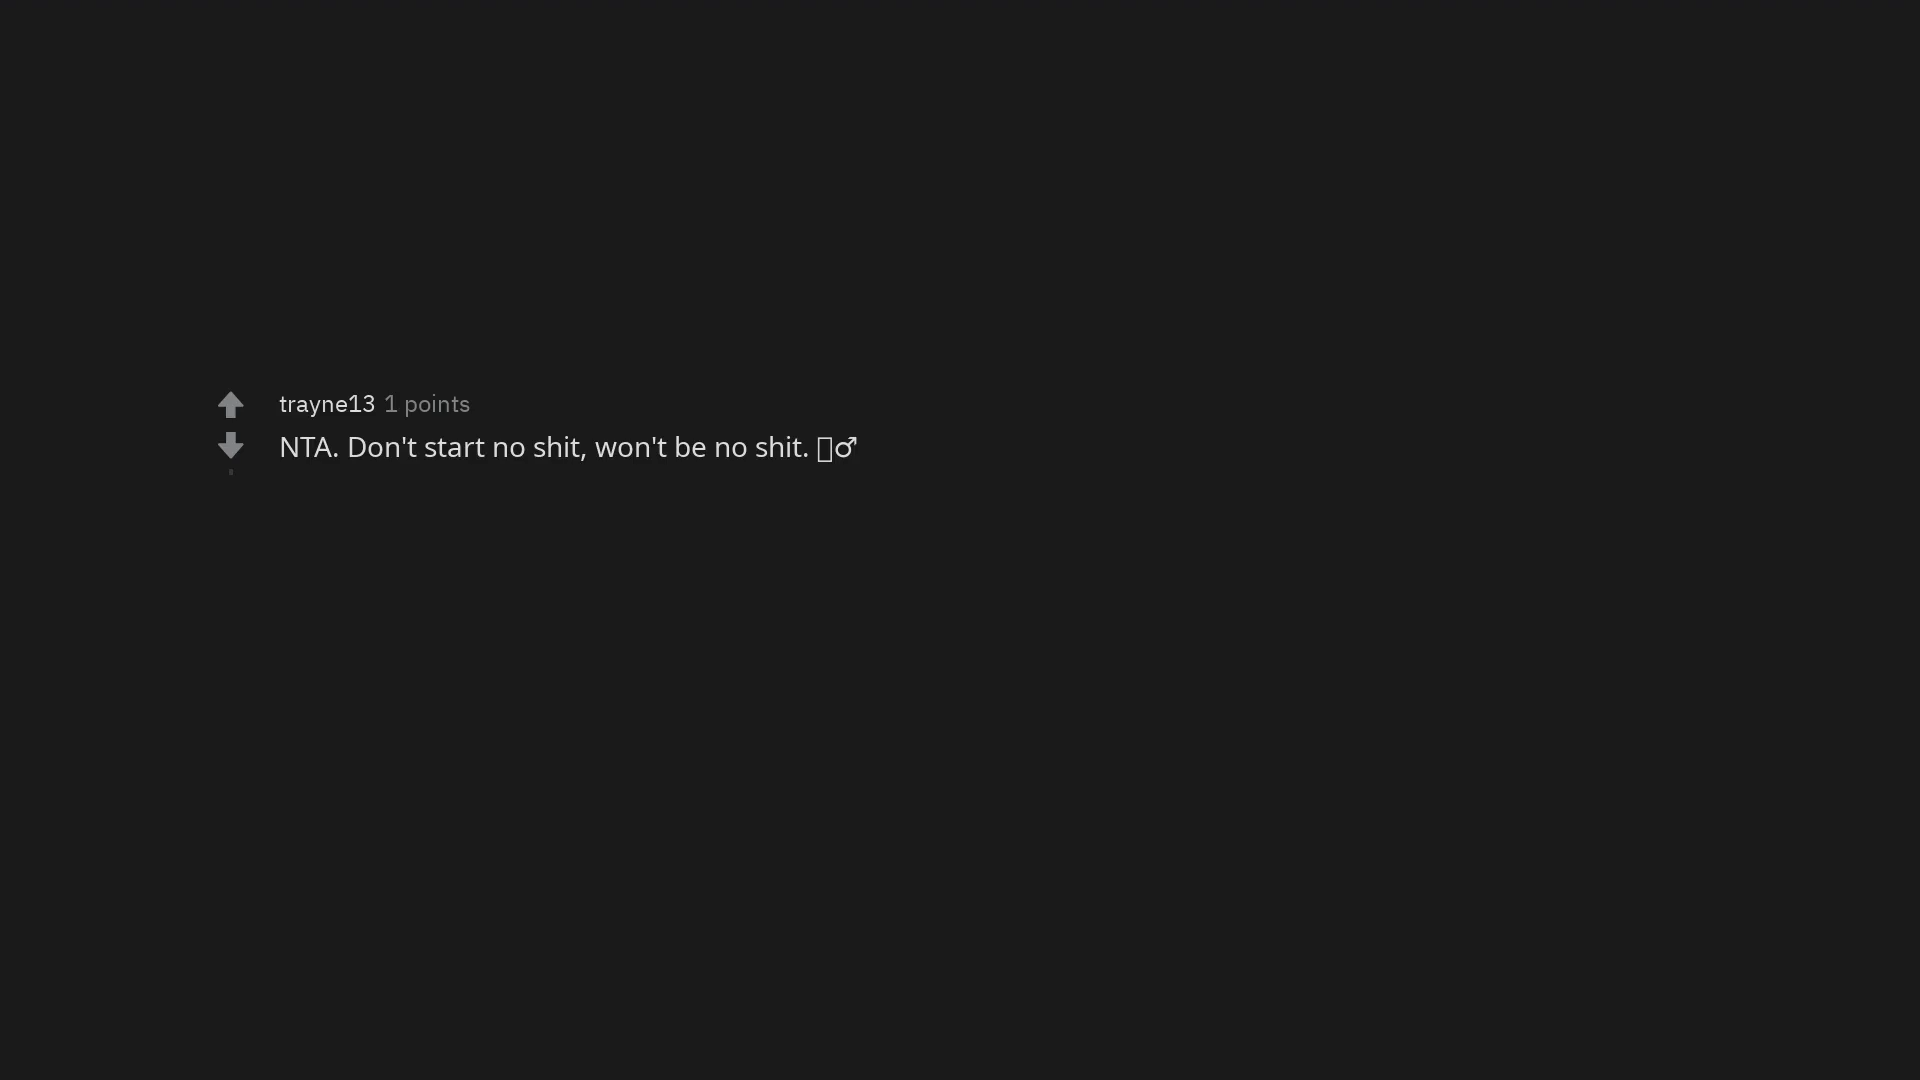 trayne13 1 points
NTA. Don't start no shit, won't be no shit. ▯♂